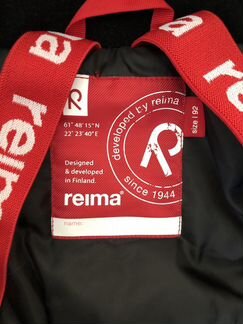 reima
reima
61° 48' 15" N
22° 23' 40" E
developed by reima
since 1944
size | 92
Designed
& developed
in Finland.
reima®
name: